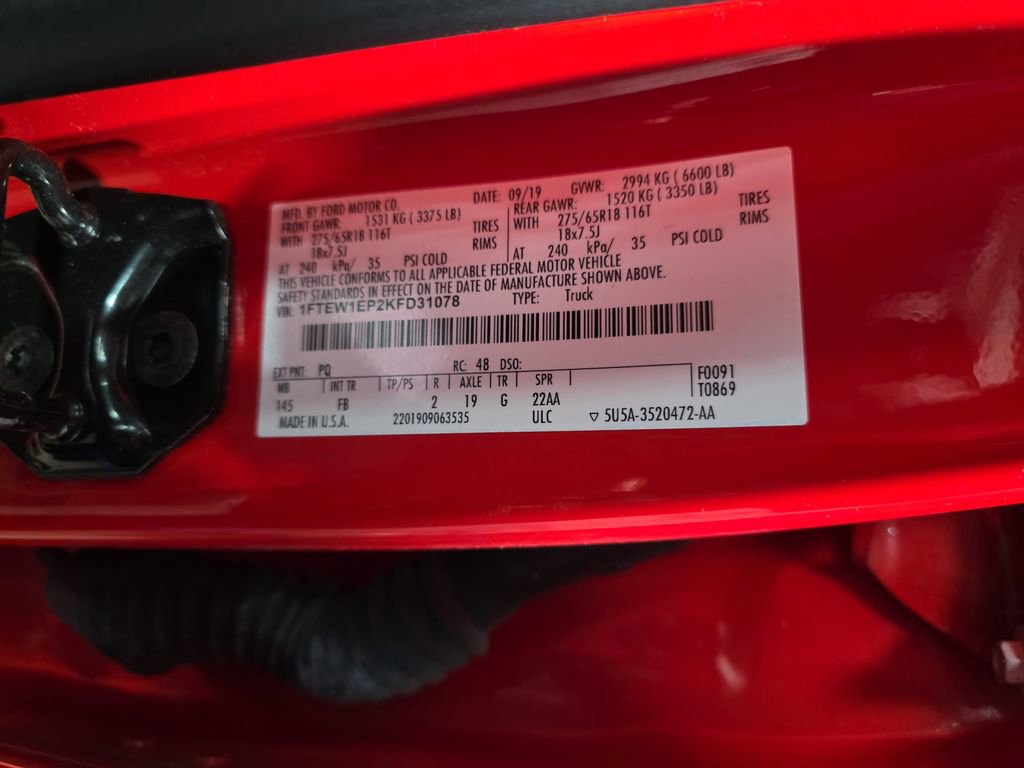 MFD. BY FORD MOTOR CO. DATE: 09/19 GVWR: 2994 KG ( 6600 LB)
FRONT GAWR: 1531 KG ( 3375 LB) REAR GAWR: 1520 KG ( 3350 LB)
WITH 275/65R18 116T TIRES WITH 275/65R18 116T TIRES
18x7.5J RIMS 18x7.5J RIMS
AT 240 kPa/ 35 PSI COLD AT 240 kPa/ 35 PSI COLD
THIS VEHICLE CONFORMS TO ALL APPLICABLE FEDERAL MOTOR VEHICLE
SAFETY STANDARDS IN EFFECT ON THE DATE OF MANUFACTURE SHOWN ABOVE.
VIN: 1FTEW1EP2KFD31078 TYPE: Truck
EXT PNT: PQ RC: 48 DSO:
WB INT TR TP/PS R AXLE TR SPR F0091
145 FB 2 19 G 22AA T0869
MADE IN U.S.A. 2201909063535 ULC ▽ 5U5A-3520472-AA